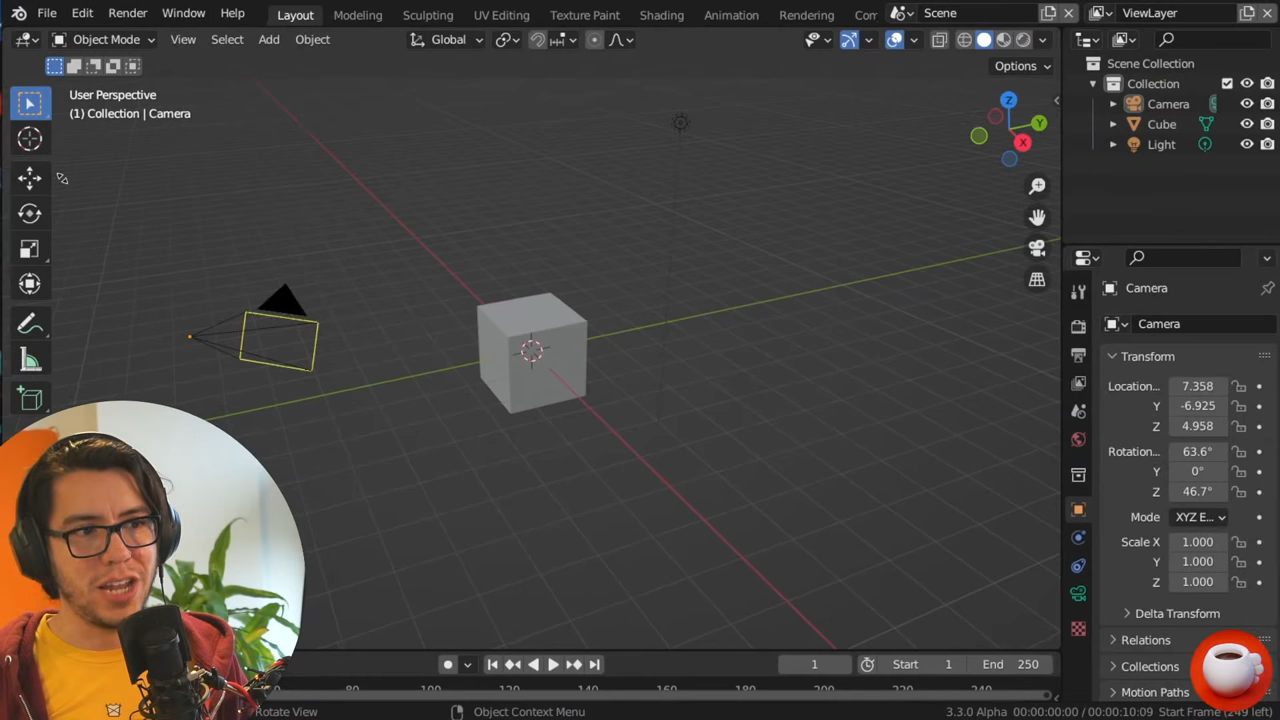 File Edit Render Window Help Layout Modeling Sculpting UV Editing Texture Paint Shading Animation Rendering Com Scene ViewLayer
Object Mode View Select Add Object Global
Options
User Perspective
(1) Collection | Camera
Z
Y
X
Scene Collection
Collection
Camera
Cube
Light
Camera
Camera
Transform
Location... 7.358
Y -6.925
Z 4.958
Rotation... 63.6°
Y 0°
Z 46.7°
Mode XYZ E...
Scale X 1.000
Y 1.000
Z 1.000
Delta Transform
Relations
Collections
Motion Paths
1 Start 1 End 250
80 100 120 140 160 180 200 220 240
Rotate View Object Context Menu 3.3.0 Alpha 00:00:00:00 / 00:00:10:09 Start Frame (249 left)